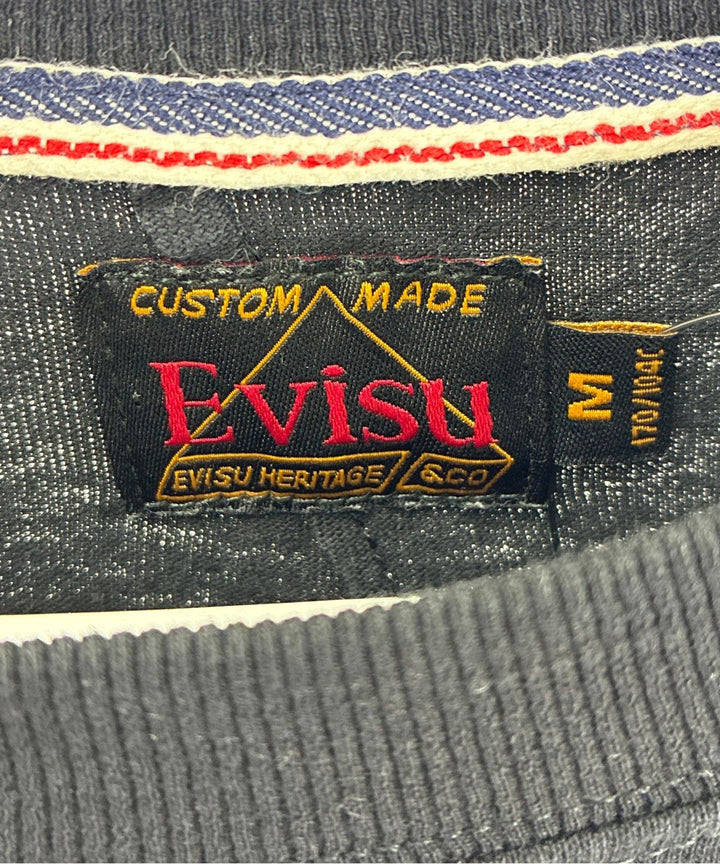 CUSTOM MADE
Evisu
EVISU HERITAGE &CO
M
170/104C